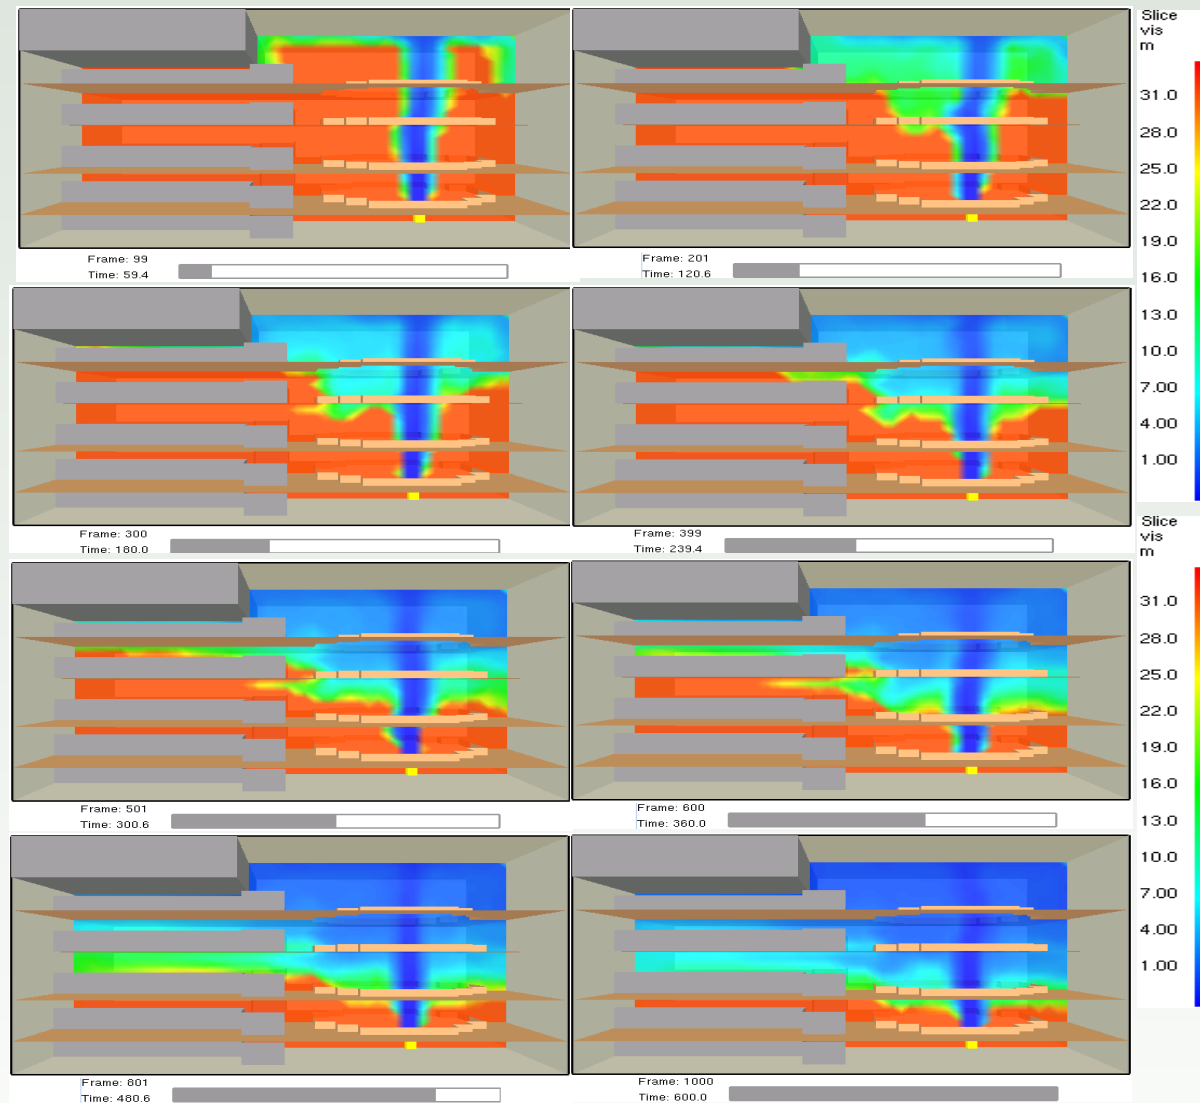 Slice
vis
m
31.0
28.0
25.0
22.0
19.0
16.0
13.0
10.0
7.00
4.00
1.00
Frame: 99
Time: 59.4
Frame: 201
Time: 120.6
Frame: 300
Time: 180.0
Frame: 399
Time: 239.4
Slice
vis
m
31.0
28.0
25.0
22.0
19.0
16.0
13.0
10.0
7.00
4.00
1.00
Frame: 501
Time: 300.6
Frame: 600
Time: 360.0
Frame: 801
Time: 480.6
Frame: 1000
Time: 600.0